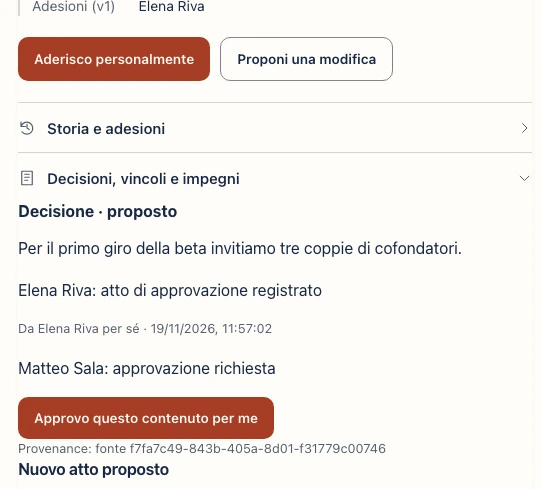 Adesioni (v1) Elena Riva
Aderisco personalmente Proponi una modifica
Storia e adesioni
Decisioni, vincoli e impegni
Decisione · proposto
Per il primo giro della beta invitiamo tre coppie di cofondatori.
Elena Riva: atto di approvazione registrato
Da Elena Riva per sé · 19/11/2026, 11:57:02
Matteo Sala: approvazione richiesta
Approvo questo contenuto per me
Provenance: fonte f7fa7c49-843b-405a-8d01-f31779c00746
Nuovo atto proposto